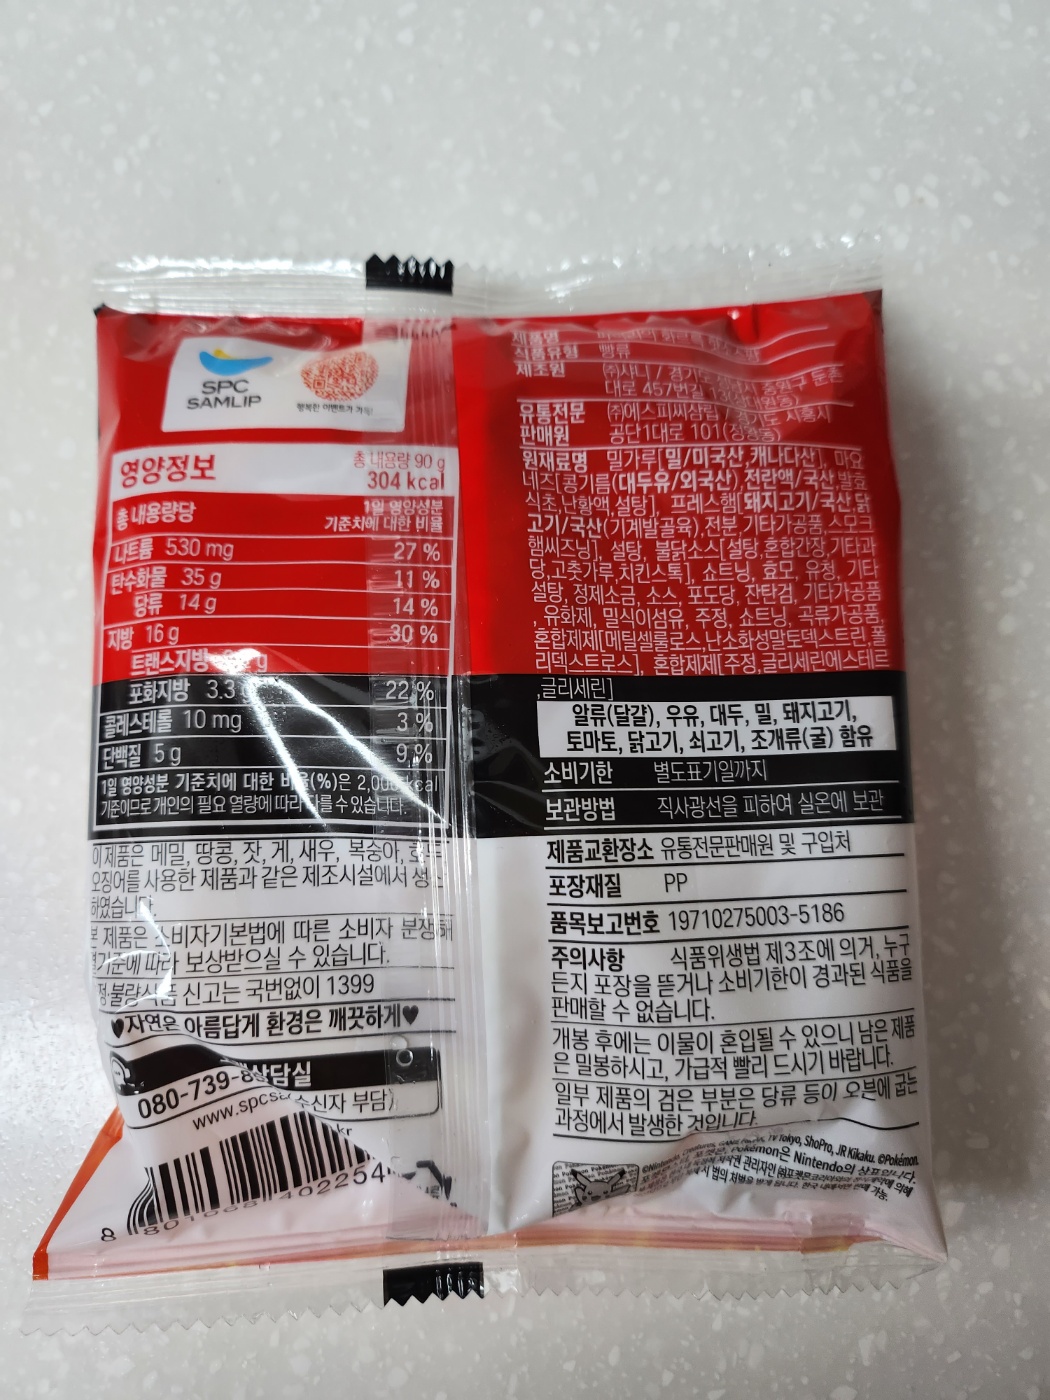 SPC
SAMLIP
행복한 이벤트가 가득!
영양정보
총 내용량 90 g
304 kcal
총 내용량당
1일 영양성분
기준치에 대한 비율
나트륨 530 mg 27 %
탄수화물 35 g 11 %
당류 14 g 14 %
지방 16 g 30 %
트랜스지방 g
포화지방 3.3 22 %
콜레스테롤 10 mg 3 %
단백질 5 g 9 %
1일 영양성분 기준치에 대한 비율(%)은
기준이므로 개인의 필요 열량에 따라 다를 수 있습니다.
이 제품은 메밀, 땅콩, 잣, 게, 새우, 복숭아,
오징어를 사용한 제품과 같은 제조시설에서 생산
하였습니다.
본 제품은 소비자기본법에 따른 소비자 분쟁해
결기준에 따라 보상받으실 수 있습니다.
신고는 국번없이 1399
♥자연은 아름답게 환경은 깨끗하게♥
상담실
080-739-
수신자 부담)
제품명
식품유형 빵류
제조원 ㈜샤니 /
대로 457번길
유통전문 ㈜에스피씨삼립
판매원 공단1대로 101
원재료명 밀가루[밀/미국산,캐나다산], 마요
네즈[콩기름(대두유/외국산),전란액/국산,발효
식초,난황액,설탕], 프레스햄[돼지고기/국산,닭
고기/국산(기계발골육),전분,기타가공품,스모크
햄씨즈닝], 설탕, 불닭소스[설탕,혼합간장,기타과
당,고춧가루,치킨스톡], 쇼트닝, 효모, 유청, 기타
설탕, 정제소금, 소스, 포도당, 잔탄검, 기타가공품
, 유화제, 밀식이섬유, 주정, 쇼트닝, 곡류가공품,
혼합제제[메틸셀룰로스,난소화성말토덱스트린,폴
리덱스트로스], 혼합제제[주정,글리세린에스테르
,글리세린]
알류(달걀), 우유, 대두, 밀, 돼지고기,
토마토, 닭고기, 쇠고기, 조개류(굴) 함유
소비기한 별도표기일까지
보관방법 직사광선을 피하여 실온에 보관
제품교환장소 유통전문판매원 및 구입처
포장재질 PP
품목보고번호 19710275003-5186
주의사항 식품위생법 제3조에 의거, 누구
든지 포장을 뜯거나 소비기한이 경과된 식품을
판매할 수 없습니다.
개봉 후에는 이물이 혼입될 수 있으니 남은 제품
은 밀봉하시고, 가급적 빨리 드시기 바랍니다.
일부 제품의 검은 부분은 당류 등이 오븐에 굽는
과정에서 발생한 것입니다.
Tokyo, ShoPro, JR Kikaku. ©Pokémon.
Pokémon은 Nintendo의 상표입니다.